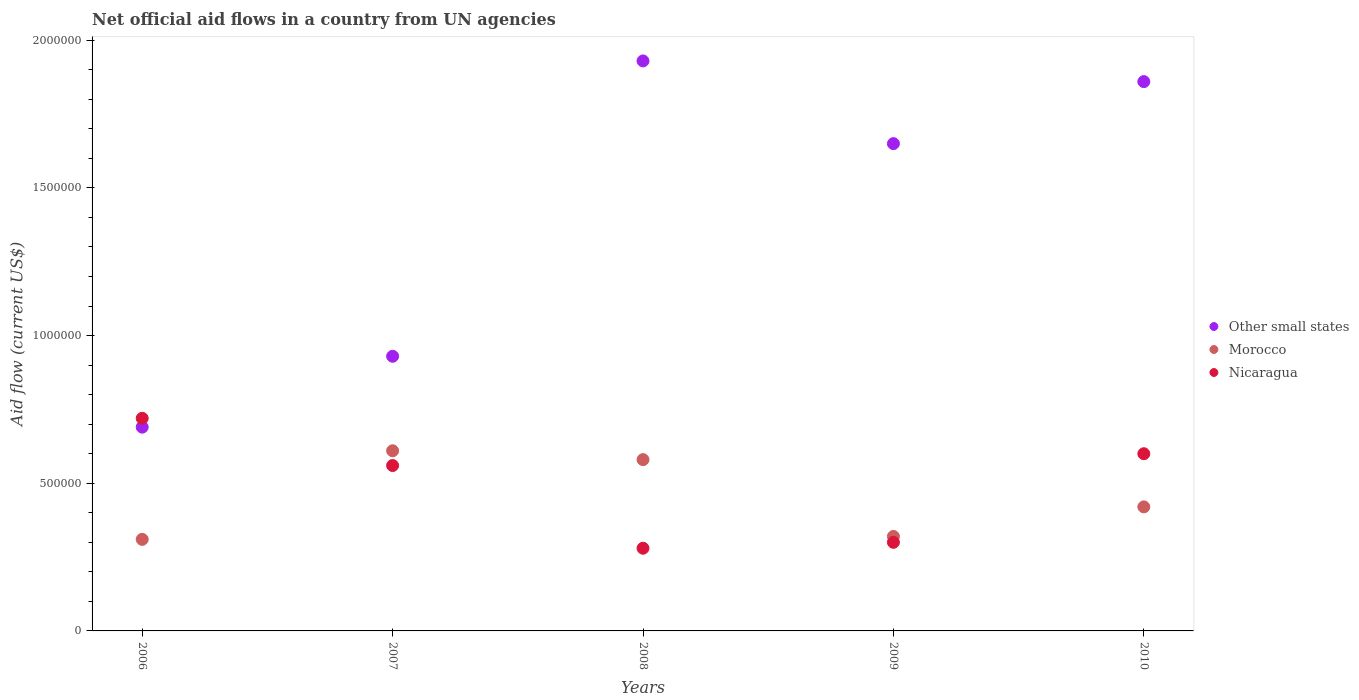 Net official aid flows in a country from UN agencies
Aid flow (current US$)
2000000
1500000
1000000
500000
0
2006
2007
2008
2009
2010
Years
Other small states
Morocco
Nicaragua